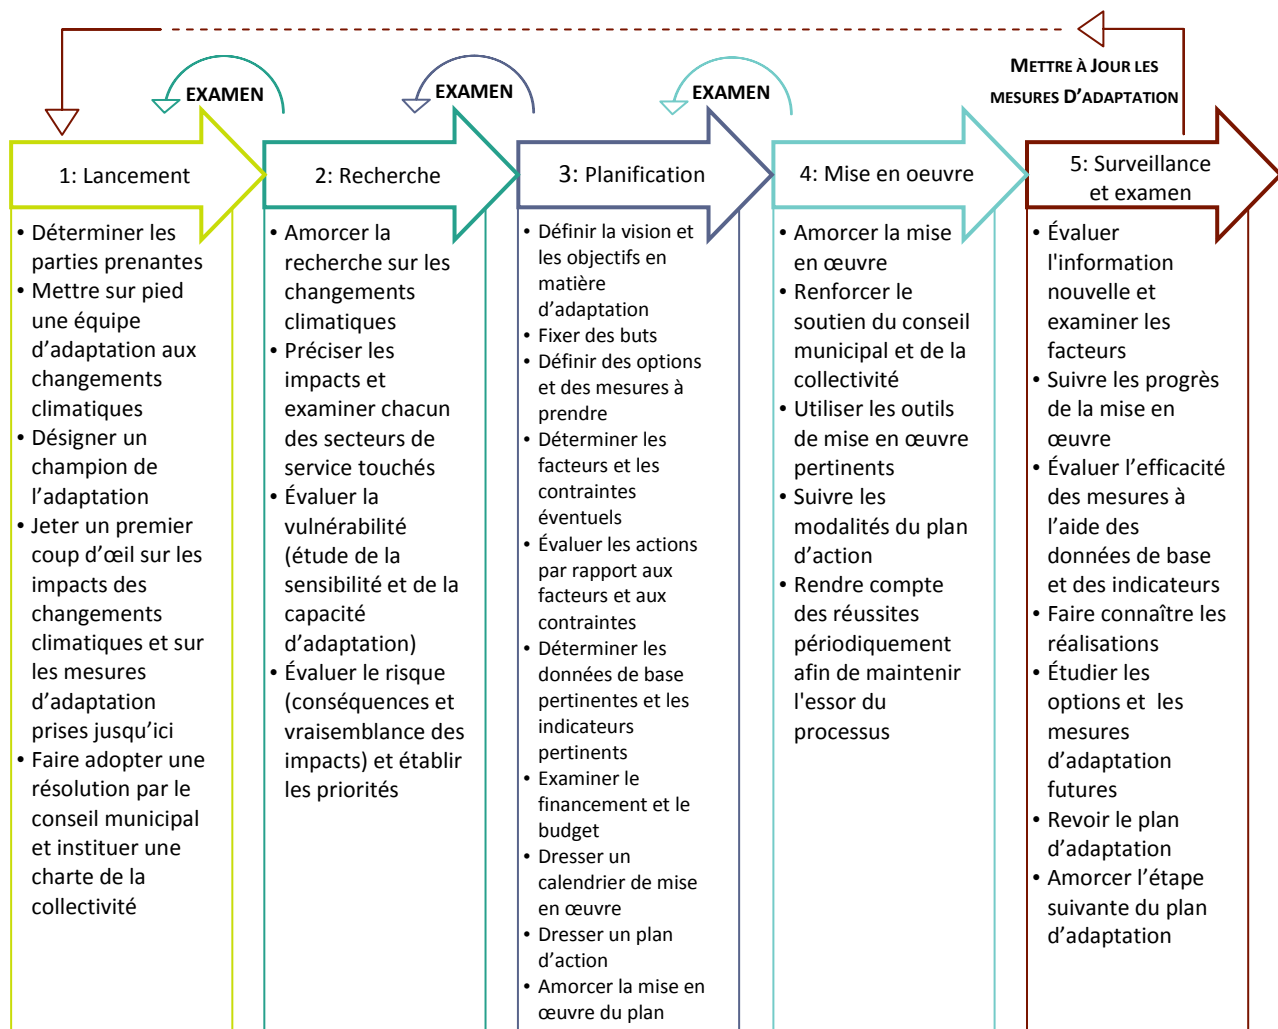 METTRE À JOUR LES
MESURES D'ADAPTATION
EXAMEN
EXAMEN
EXAMEN
1: Lancement
• Déterminer les
parties prenantes
• Mettre sur pied
une équipe
d’adaptation aux
changements
climatiques
• Désigner un
champion de
l’adaptation
• Jeter un premier
coup d’œil sur les
impacts des
changements
climatiques et sur
les mesures
d’adaptation
prises jusqu’ici
• Faire adopter une
résolution par le
conseil municipal
et instituer une
charte de la
collectivité
2: Recherche
• Amorcer la
recherche sur les
changements
climatiques
• Préciser les
impacts et
examiner chacun
des secteurs de
service touchés
• Évaluer la
vulnérabilité
(étude de la
sensibilité et de la
capacité
d’adaptation)
• Évaluer le risque
(conséquences et
vraisemblance des
impacts) et établir
les priorités
3: Planification
• Définir la vision et
les objectifs en
matière
d’adaptation
• Fixer des buts
• Définir des options
et des mesures à
prendre
• Déterminer les
facteurs et les
contraintes
éventuels
• Évaluer les actions
par rapport aux
facteurs et aux
contraintes
• Déterminer les
données de base
pertinentes et les
indicateurs
pertinents
• Examiner le
financement et le
budget
• Dresser un
calendrier de mise
en œuvre
• Dresser un plan
d’action
• Amorcer la mise en
œuvre du plan
4: Mise en oeuvre
• Amorcer la mise
en œuvre
• Renforcer le
soutien du conseil
municipal et de la
collectivité
• Utiliser les outils
de mise en œuvre
pertinents
• Suivre les
modalités du plan
d’action
• Rendre compte
des réussites
périodiquement
afin de maintenir
l'essor du
processus
5: Surveillance
et examen
• Évaluer
l'information
nouvelle et
examiner les
facteurs
• Suivre les progrès
de la mise en
œuvre
• Évaluer l’efficacité
des mesures à
l’aide des
données de base
et des indicateurs
• Faire connaître les
réalisations
• Étudier les
options et les
mesures
d’adaptation
futures
• Revoir le plan
d’adaptation
• Amorcer l’étape
suivante du plan
d’adaptation